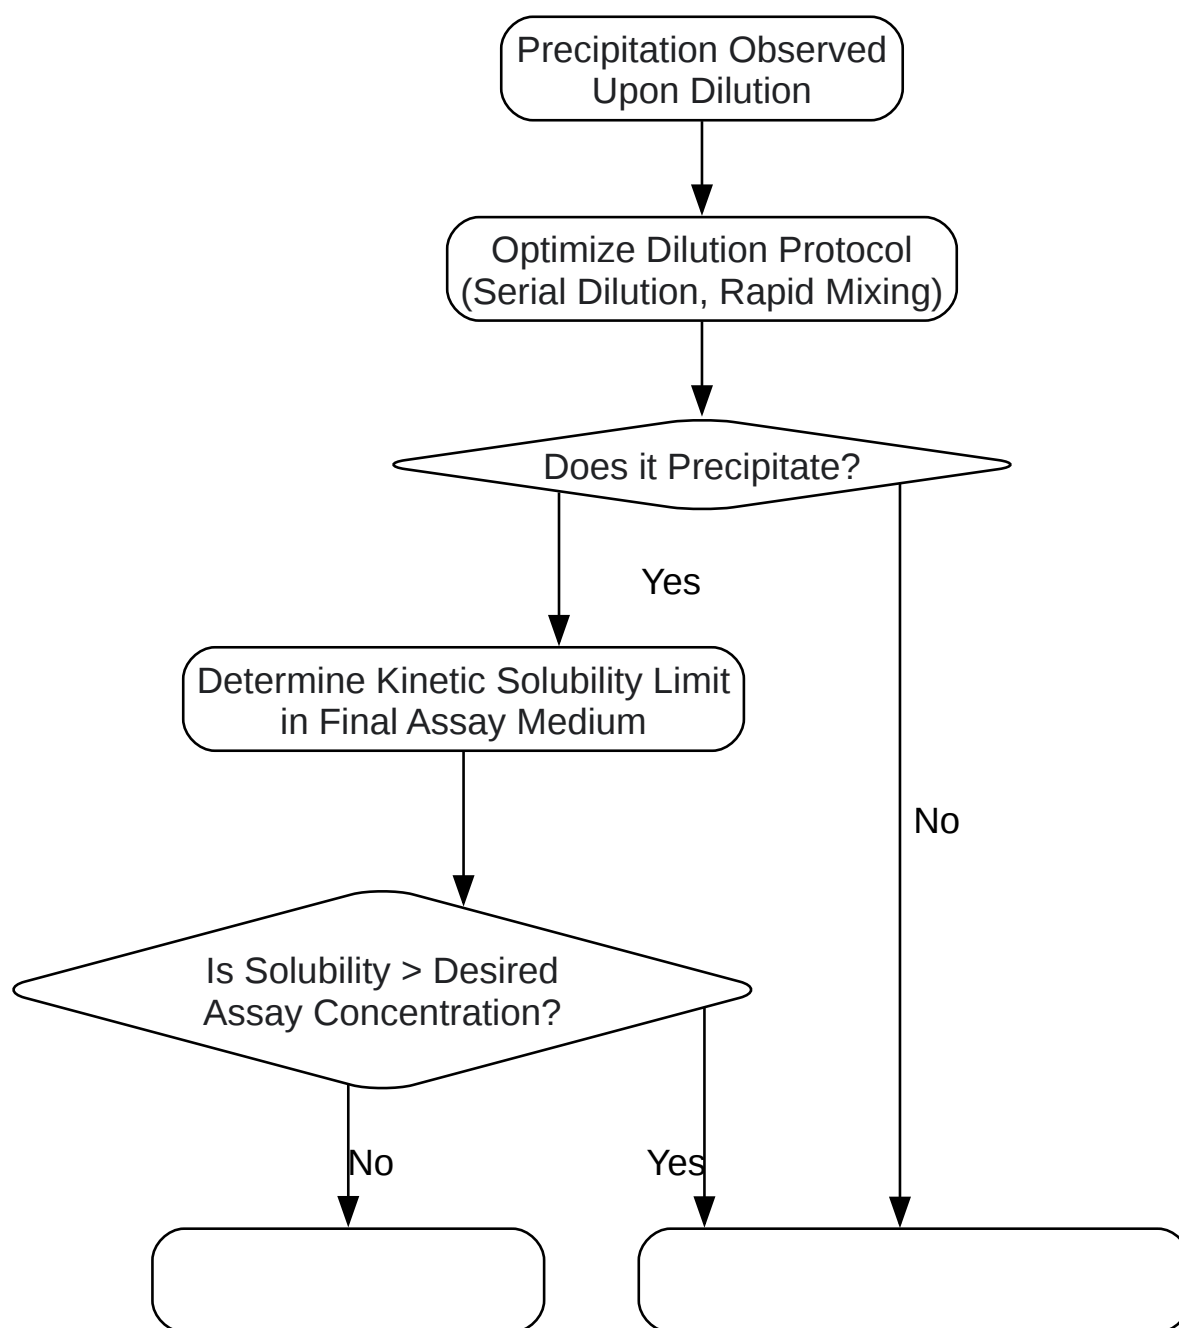 Precipitation Observed
Upon Dilution
Optimize Dilution Protocol
(Serial Dilution, Rapid Mixing)
Does it Precipitate?
Yes
Determine Kinetic Solubility Limit
in Final Assay Medium
No
Is Solubility > Desired
Assay Concentration?
No
Yes